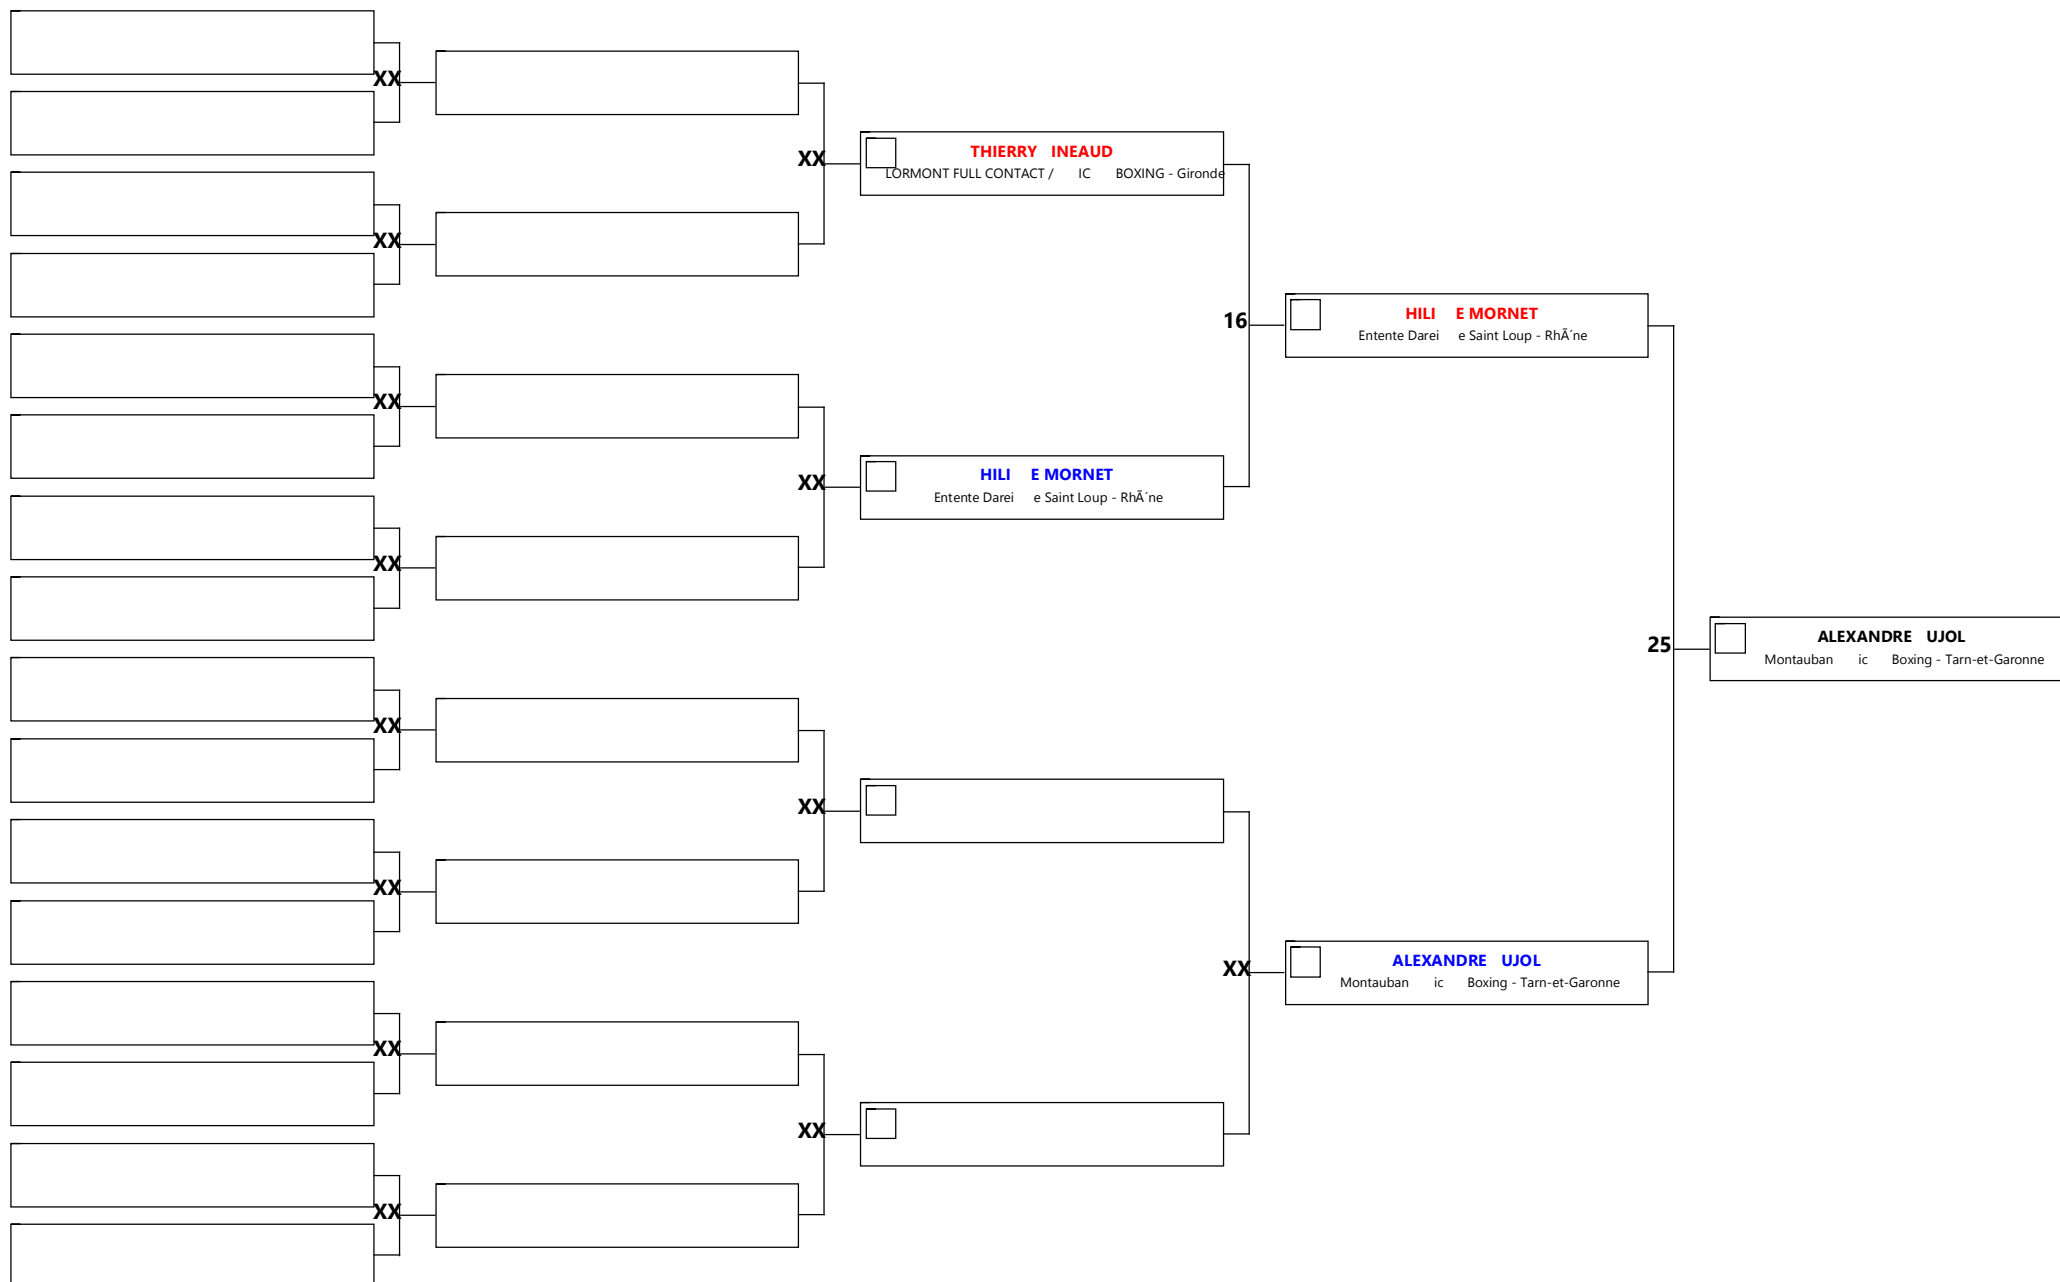 XX
XX
THIERRY INEAUD
LORMONT FULL CONTACT / IC BOXING - Gironde
XX
16
HILI E MORNET
Entente Darei e Saint Loup - RhÃ´ne
XX
HILI E MORNET
Entente Darei e Saint Loup - RhÃ´ne
XX
XX
25
ALEXANDRE UJOL
Montauban ic Boxing - Tarn-et-Garonne
XX
XX
XX
XX
ALEXANDRE UJOL
Montauban ic Boxing - Tarn-et-Garonne
XX
XX
XX